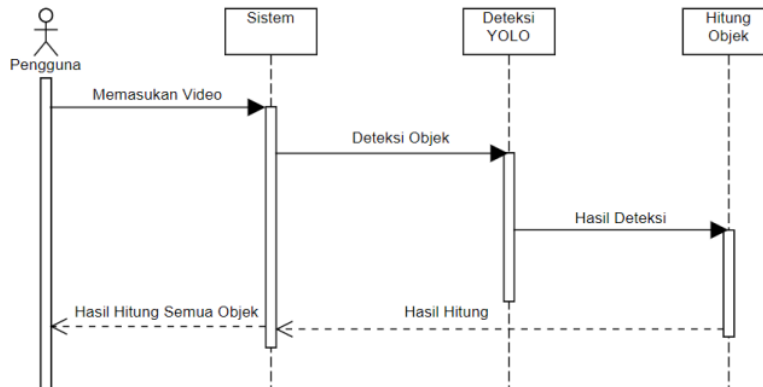 Sistem
Deteksi
YOLO
Hitung
Objek
Pengguna
Memasukan Video
Deteksi Objek
Hasil Deteksi
Hasil Hitung Semua Objek
Hasil Hitung